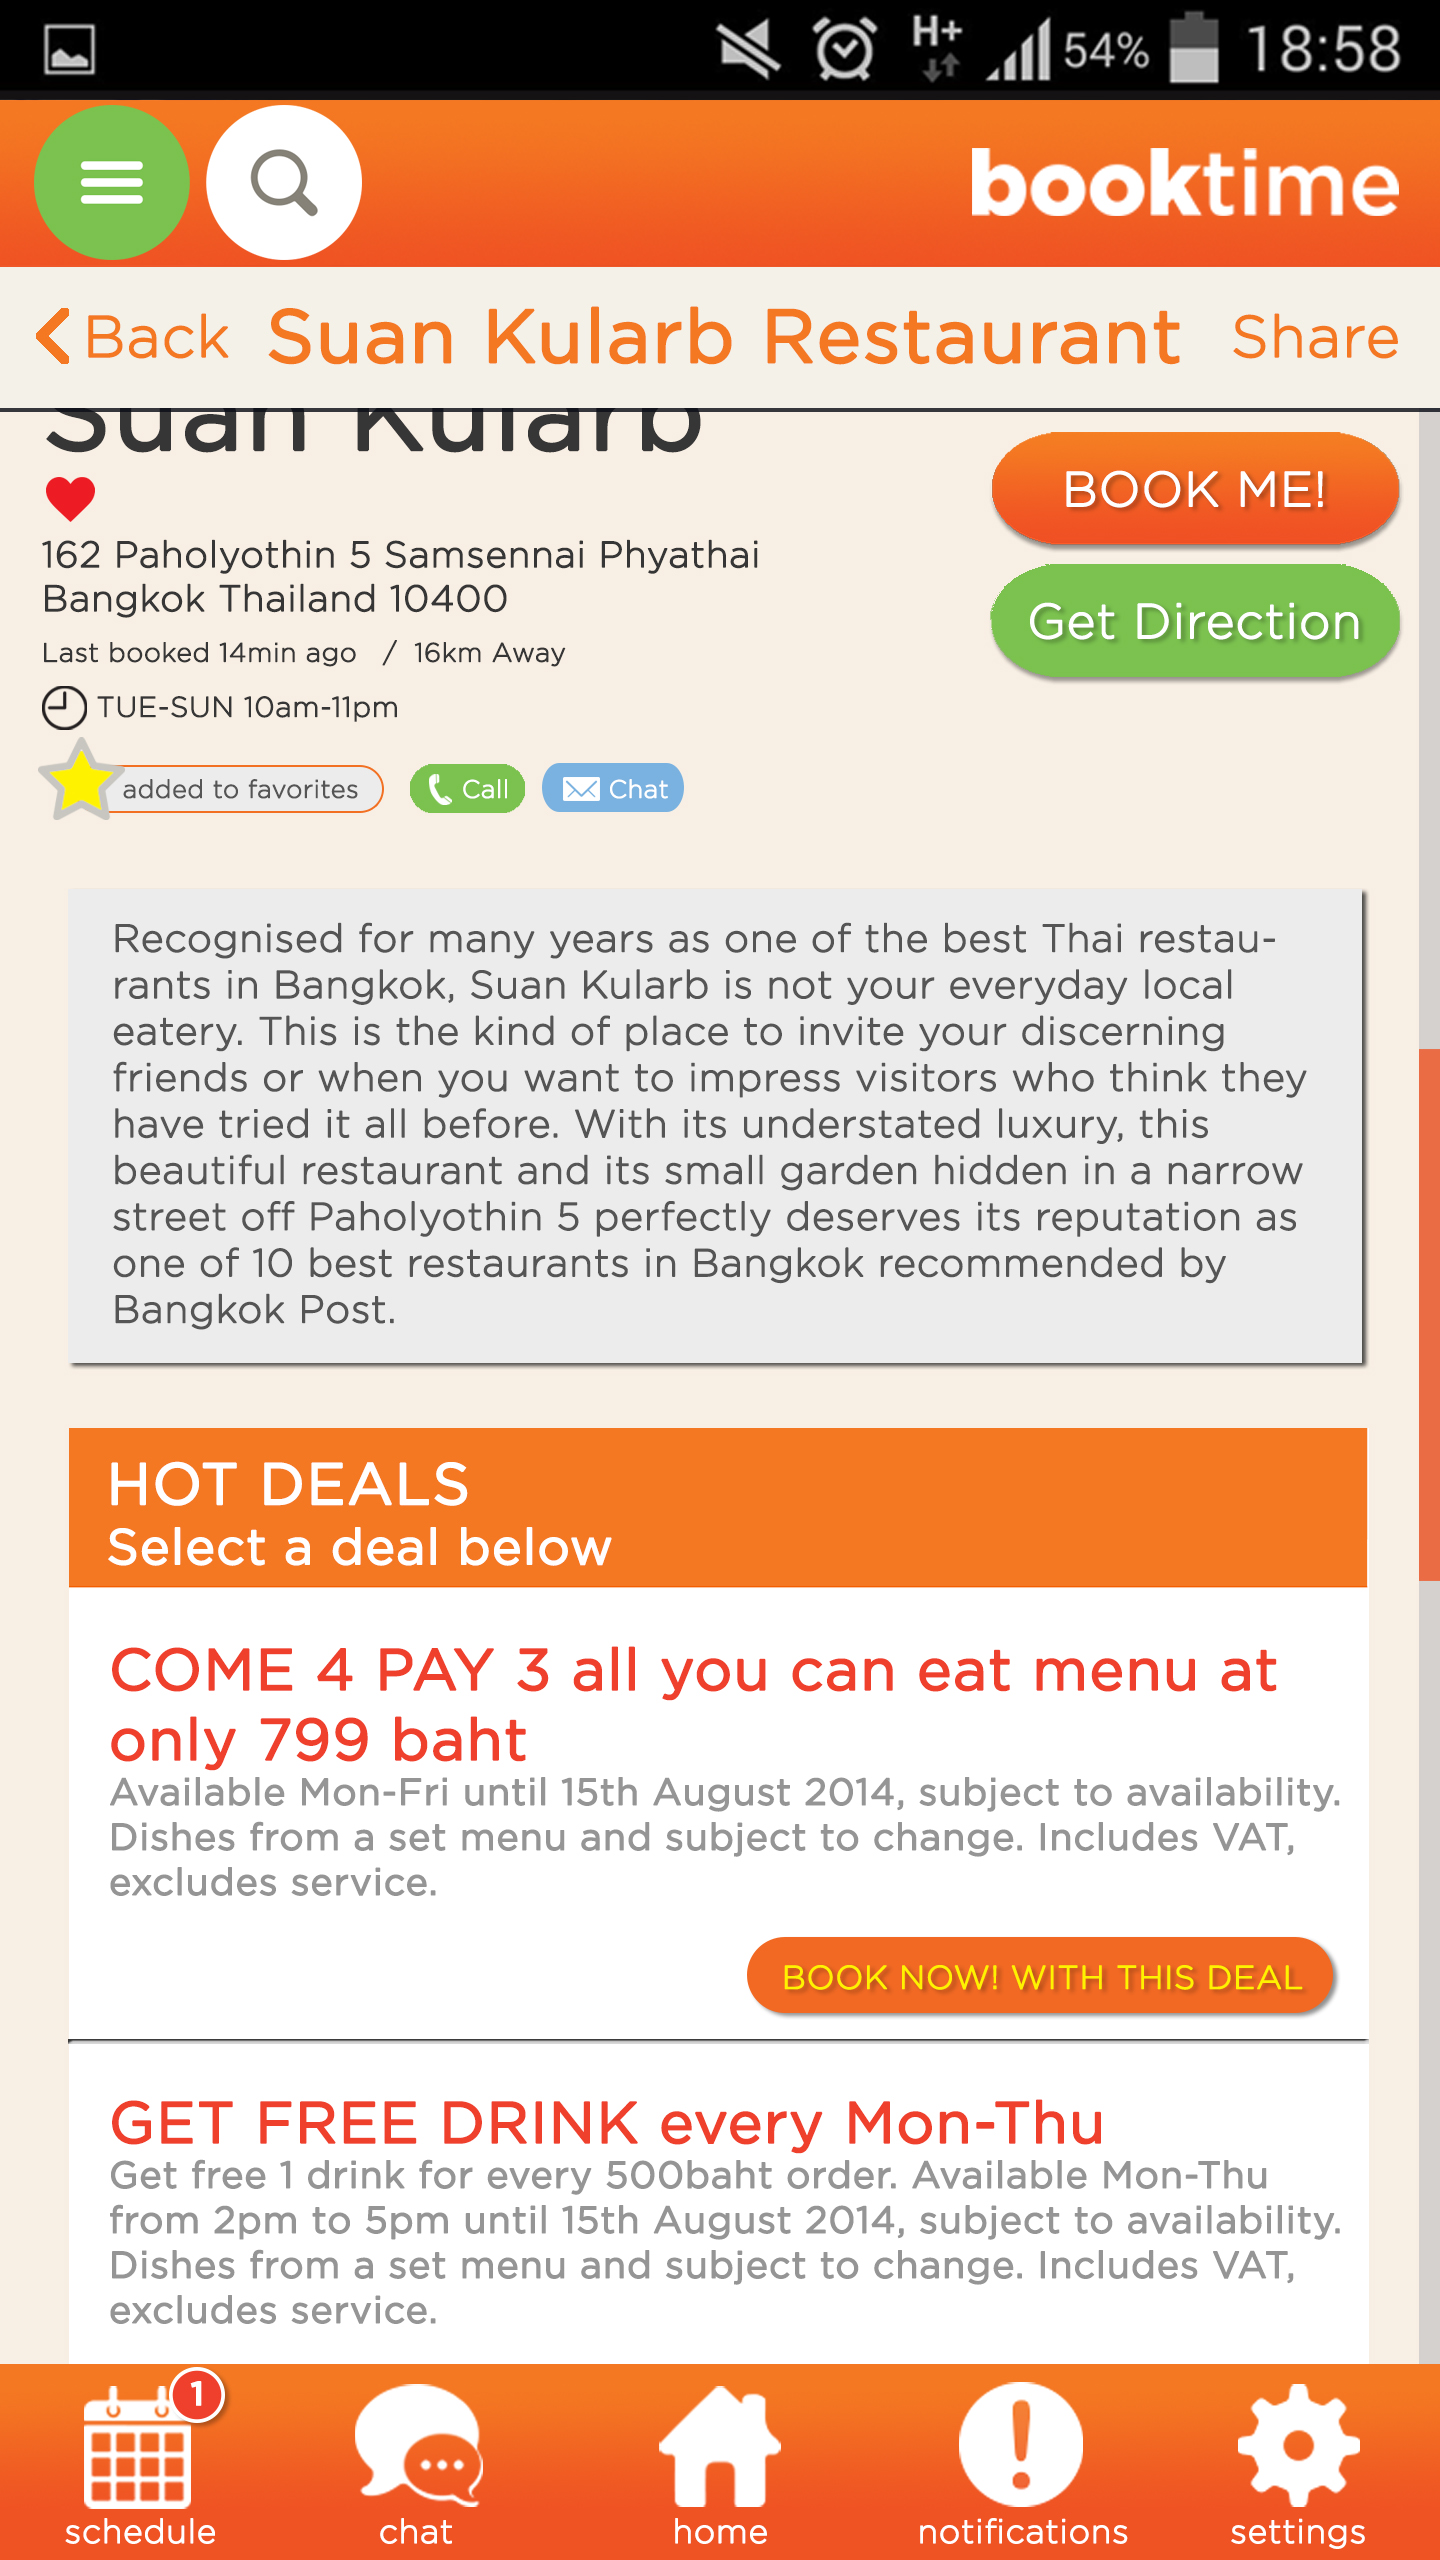 H+ 54% 18:58
booktime
Back Suan Kularb Restaurant Share
Suan Kularb
BOOK ME!
162 Paholyothin 5 Samsennai Phyathai
Bangkok Thailand 10400
Get Direction
Last booked 14min ago / 16km Away
TUE-SUN 10am-11pm
added to favorites Call Chat
Recognised for many years as one of the best Thai restau-
rants in Bangkok, Suan Kularb is not your everyday local
eatery. This is the kind of place to invite your discerning
friends or when you want to impress visitors who think they
have tried it all before. With its understated luxury, this
beautiful restaurant and its small garden hidden in a narrow
street off Paholyothin 5 perfectly deserves its reputation as
one of 10 best restaurants in Bangkok recommended by
Bangkok Post.
HOT DEALS
Select a deal below
COME 4 PAY 3 all you can eat menu at
only 799 baht
Available Mon-Fri until 15th August 2014, subject to availability.
Dishes from a set menu and subject to change. Includes VAT,
excludes service.
BOOK NOW! WITH THIS DEAL
GET FREE DRINK every Mon-Thu
Get free 1 drink for every 500baht order. Available Mon-Thu
from 2pm to 5pm until 15th August 2014, subject to availability.
Dishes from a set menu and subject to change. Includes VAT,
excludes service.
1
schedule chat home notifications settings